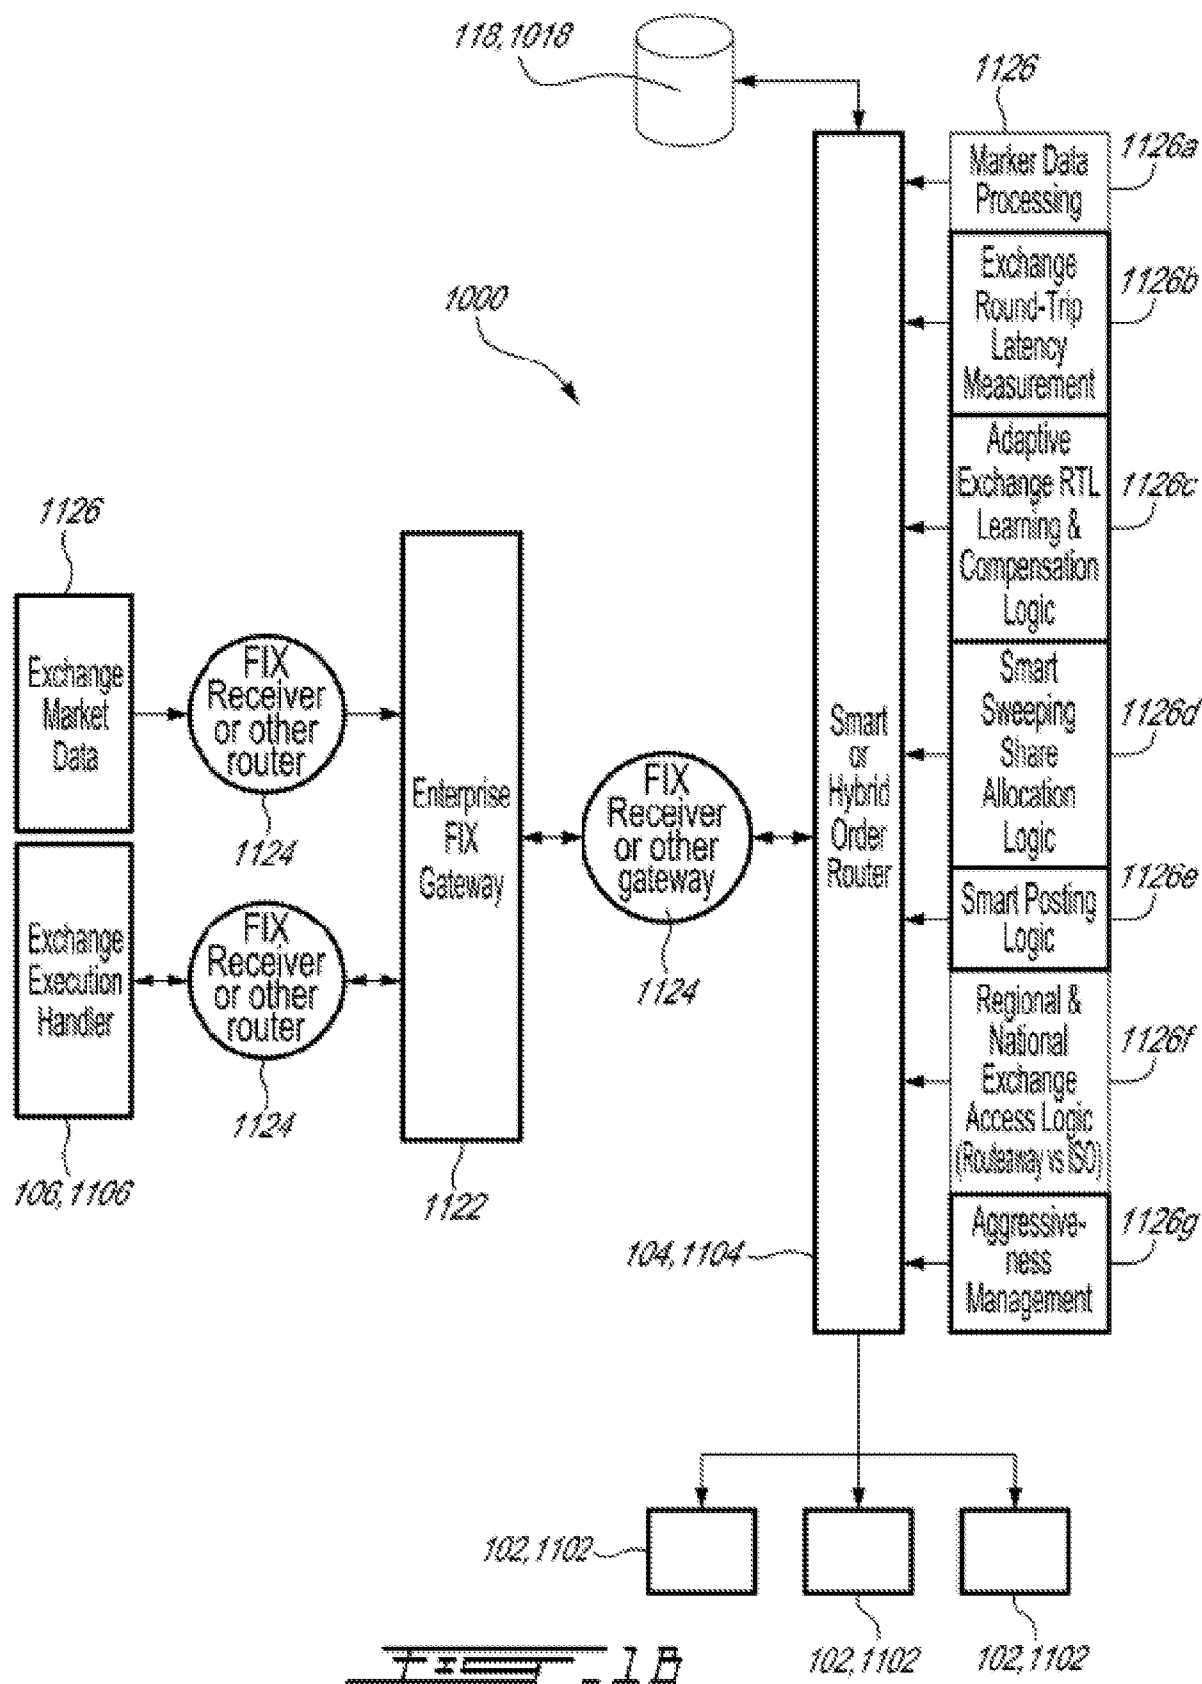 118, 1018
1126
Marker Data
Processing
1126a
Exchange
Round-Trip
Latency
Measurement
1126b
1000
Adaptive
Exchange RTL
Learning &
Compensation
Logic
1126c
1126
Exchange
Market
Data
FIX
Receiver
or other
router
1124
Enterprise
FIX
Gateway
1122
FIX
Receiver
or other
gateway
1124
Smart
or
Hybrid
Order
Router
104, 1104
Smart
Sweeping
Share
Allocation
Logic
1126d
Smart Posting
Logic
1126e
Exchange
Execution
Handler
106, 1106
FIX
Receiver
or other
router
1124
Regional &
National
Exchange
Access Logic
(Routeaway vs ISO)
1126f
Aggressive-
ness
Management
1126g
102, 1102
102, 1102
102, 1102
FIG. 1B